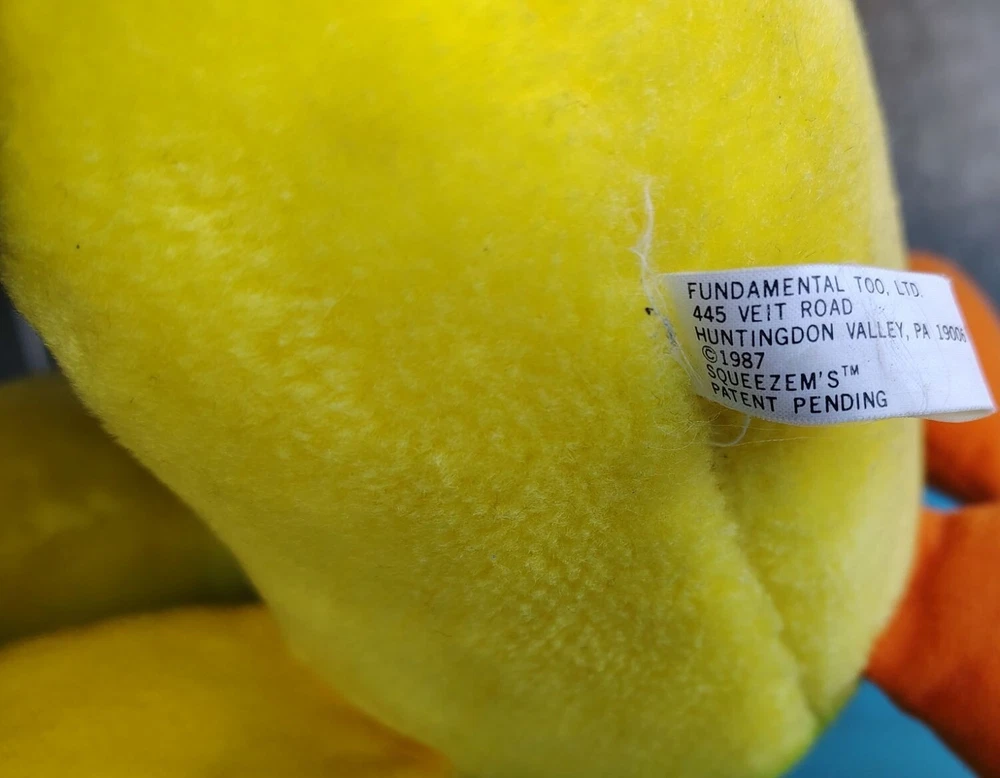 FUNDAMENTAL TOO, LTD.
445 VEIT ROAD
HUNTINGDON VALLEY, PA 19006
©1987
SQUEEZEM'S™
PATENT PENDING